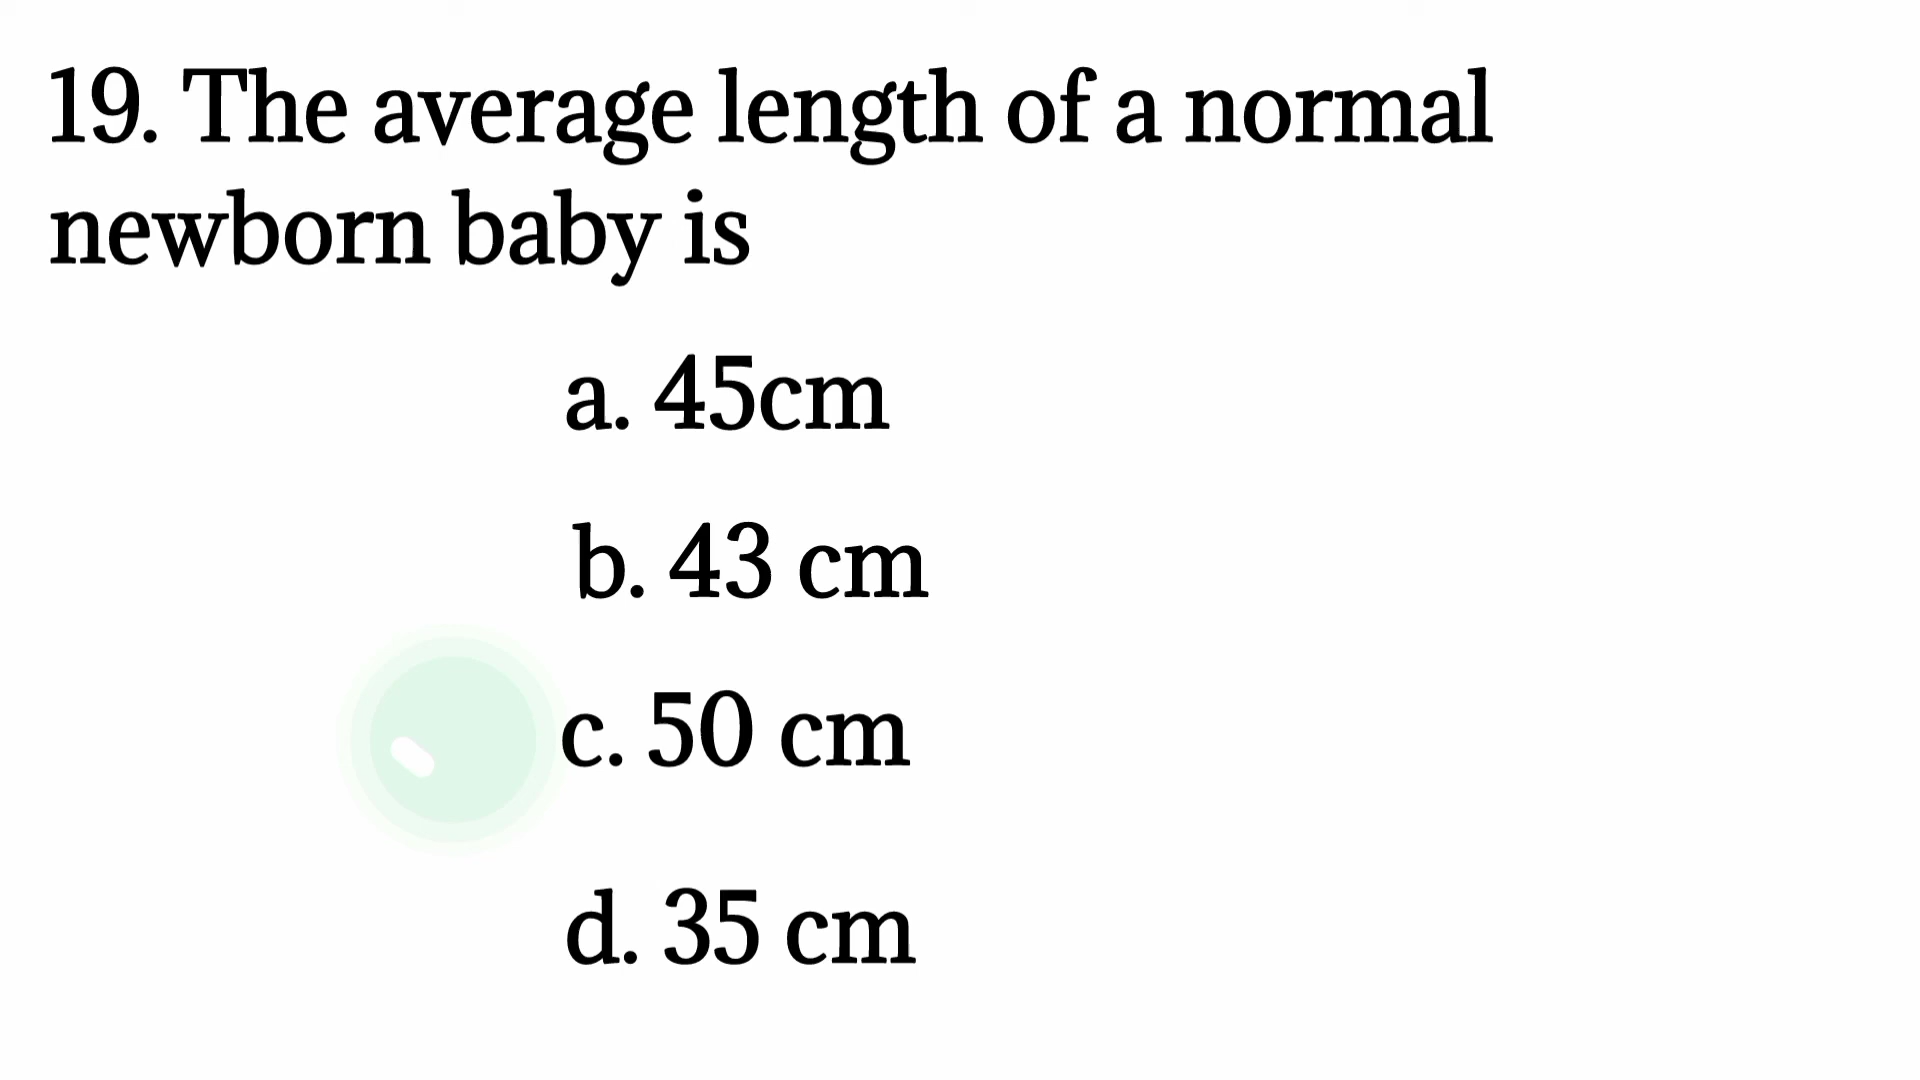 19. The average length of a normal
newborn baby is
a. 45cm
b. 43 cm
c. 50 cm
d. 35 cm